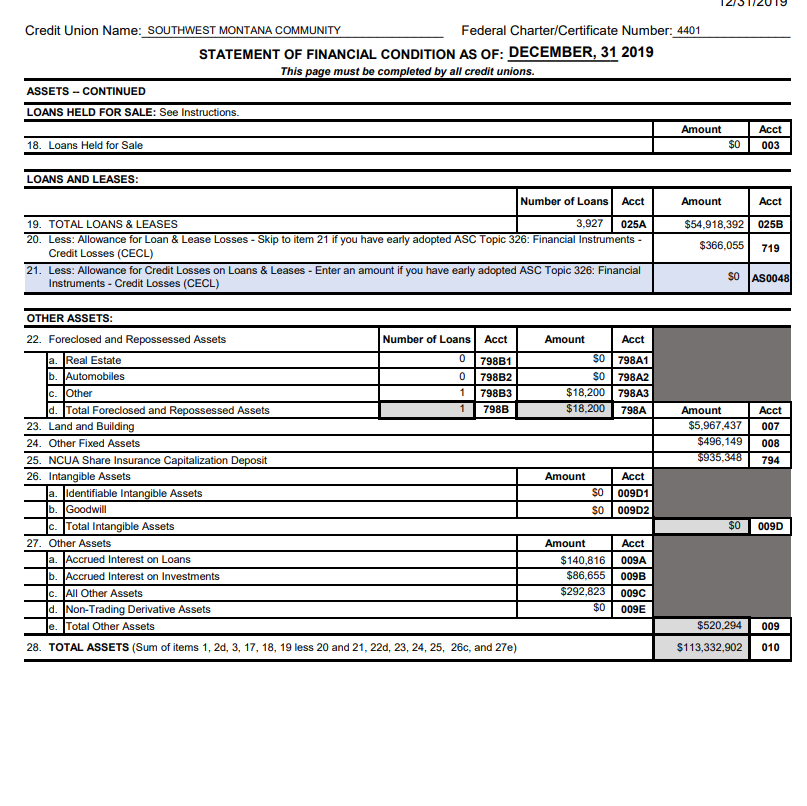 12/31/2019
Credit Union Name: SOUTHWEST MONTANA COMMUNITY Federal Charter/Certificate Number: 4401
STATEMENT OF FINANCIAL CONDITION AS OF: DECEMBER, 31 2019
This page must be completed by all credit unions.
ASSETS -- CONTINUED
LOANS HELD FOR SALE: See Instructions.
Amount Acct
18. Loans Held for Sale $0 003
LOANS AND LEASES:
Number of Loans Acct Amount Acct
19. TOTAL LOANS & LEASES 3,927 025A $54,918,392 025B
20. Less: Allowance for Loan & Lease Losses - Skip to item 21 if you have early adopted ASC Topic 326: Financial Instruments -
Credit Losses (CECL) $366,055 719
21. Less: Allowance for Credit Losses on Loans & Leases - Enter an amount if you have early adopted ASC Topic 326: Financial
Instruments - Credit Losses (CECL) $0 AS0048
OTHER ASSETS:
22. Foreclosed and Repossessed Assets Number of Loans Acct Amount Acct
a. Real Estate 0 798B1 $0 798A1
b. Automobiles 0 798B2 $0 798A2
c. Other 1 798B3 $18,200 798A3
d. Total Foreclosed and Repossessed Assets 1 798B $18,200 798A Amount Acct
23. Land and Building $5,967,437 007
24. Other Fixed Assets $496,149 008
25. NCUA Share Insurance Capitalization Deposit $935,348 794
26. Intangible Assets Amount Acct
a. Identifiable Intangible Assets $0 009D1
b. Goodwill $0 009D2
c. Total Intangible Assets $0 009D
27. Other Assets Amount Acct
a. Accrued Interest on Loans $140,816 009A
b. Accrued Interest on Investments $86,655 009B
c. All Other Assets $292,823 009C
d. Non-Trading Derivative Assets $0 009E
e. Total Other Assets $520,294 009
28. TOTAL ASSETS (Sum of items 1, 2d, 3, 17, 18, 19 less 20 and 21, 22d, 23, 24, 25, 26c, and 27e) $113,332,902 010